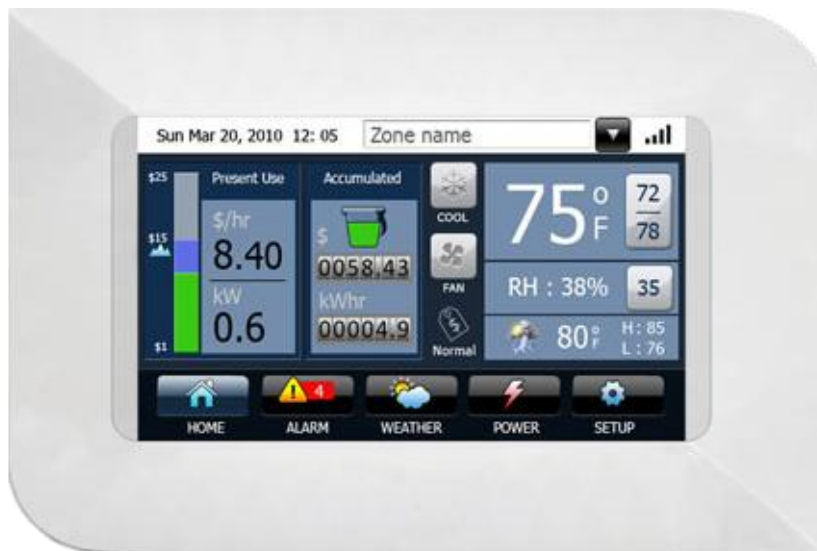 Sun Mar 20, 2010 12: 05
Zone name
$25
$15
$1
Present Use
$/hr
8.40
kW
0.6
Accumulated
$
0058.43
kWhr
00004.9
COOL
FAN
$
Normal
75°F
72
78
RH : 38%
35
80°F
H: 85
L : 76
4
HOME
ALARM
WEATHER
POWER
SETUP